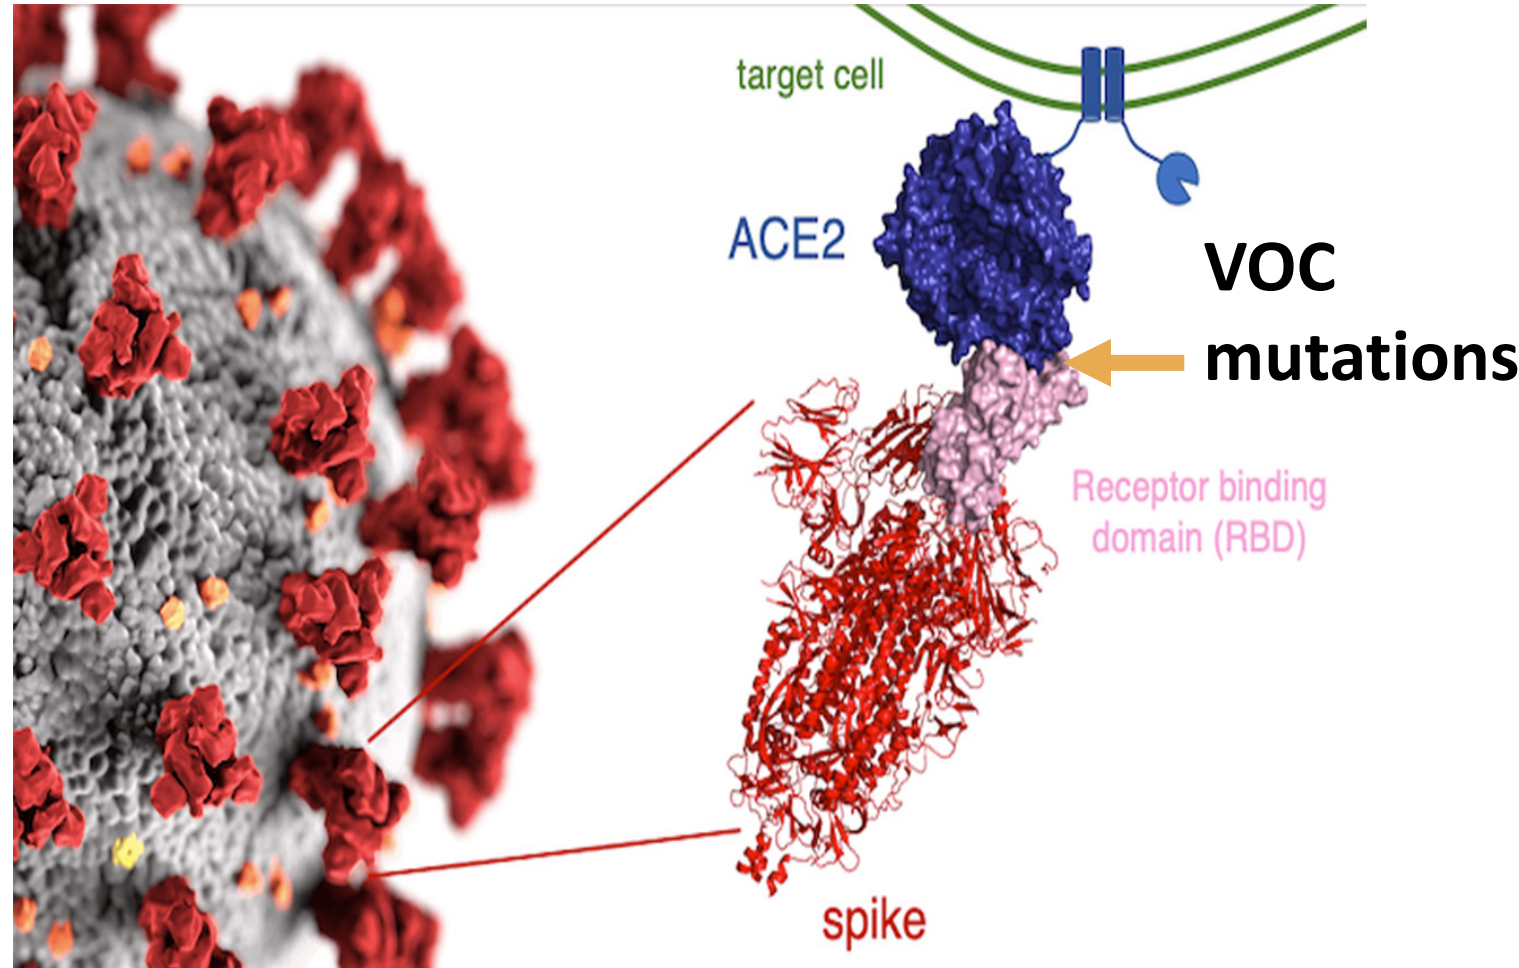 target cell
ACE2
VOC
mutations
Receptor binding
domain (RBD)
spike